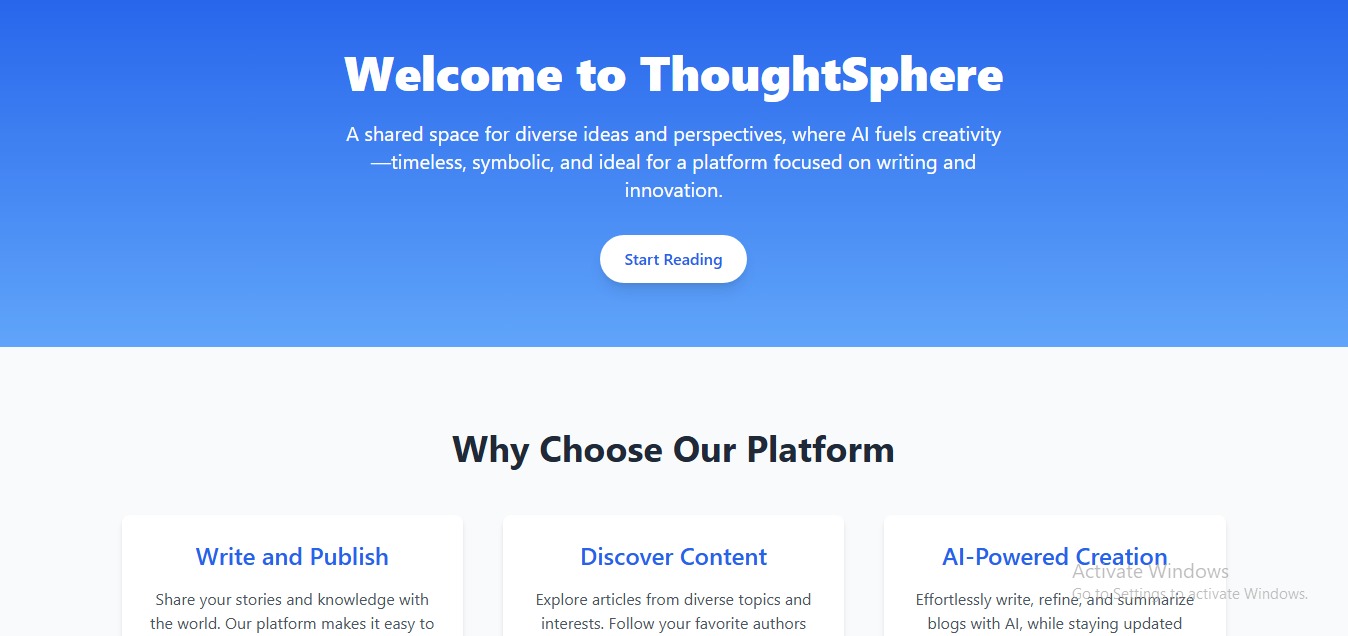 Welcome to ThoughtSphere
A shared space for diverse ideas and perspectives, where AI fuels creativity
—timeless, symbolic, and ideal for a platform focused on writing and
innovation.
Start Reading
Why Choose Our Platform
Write and Publish
Share your stories and knowledge with
the world. Our platform makes it easy to
Discover Content
Explore articles from diverse topics and
interests. Follow your favorite authors
AI-Powered Creation
Effortlessly write, refine, and summarize
blogs with AI, while staying updated
Activate Windows
Go to Settings to activate Windows.